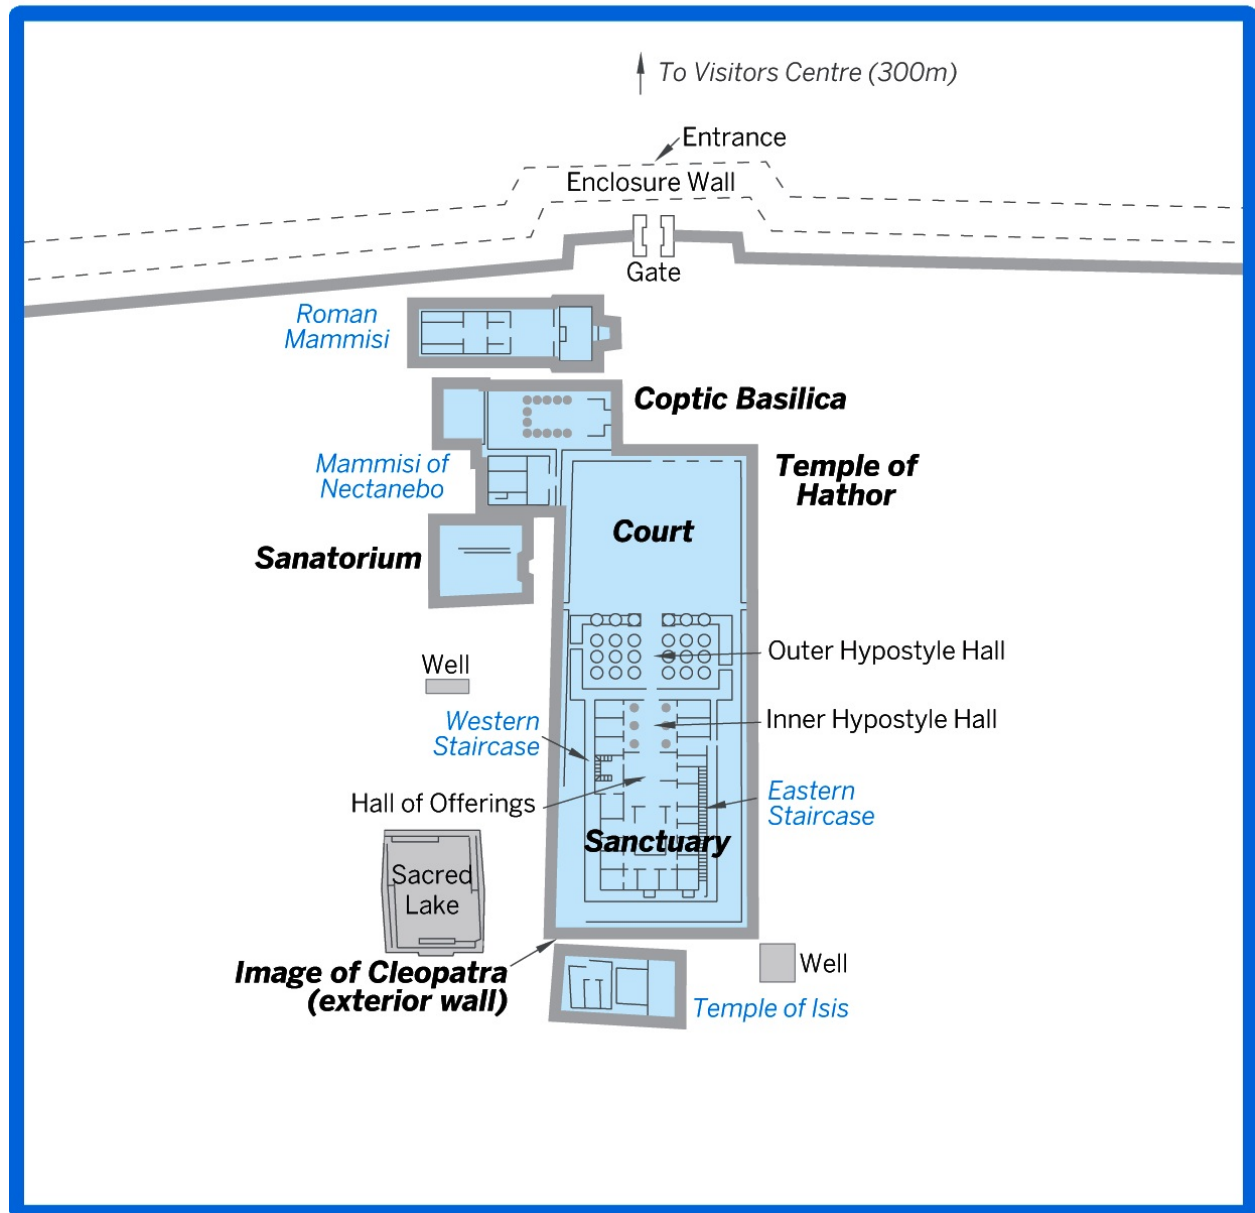 To Visitors Centre (300m)
Entrance
Enclosure Wall
Gate
Roman
Mammisi
Coptic Basilica
Mammisi of
Nectanebo
Temple of
Hathor
Court
Sanatorium
Outer Hypostyle Hall
Well
Western
Staircase
Inner Hypostyle Hall
Hall of Offerings
Eastern
Staircase
Sanctuary
Sacred
Lake
Image of Cleopatra
(exterior wall)
Well
Temple of Isis